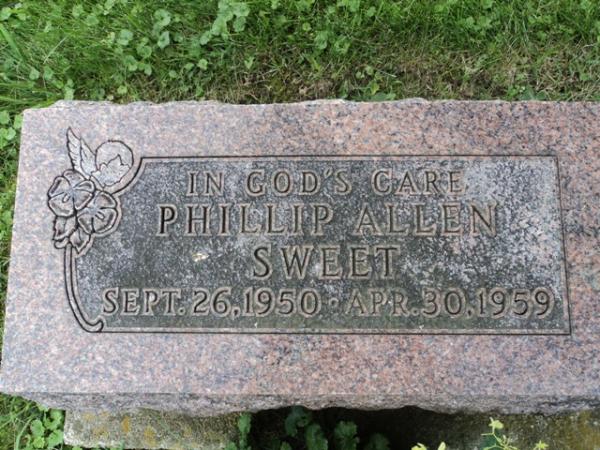 IN GOD'S CARE
PHILLIP ALLEN
SWEET
SEPT. 26, 1950 · APR. 30, 1959